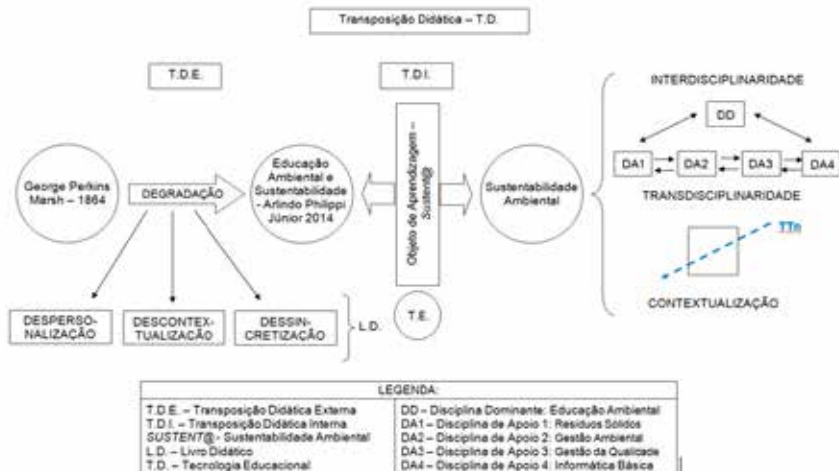 Transposição Didática – T.D.
T.D.E.
T.D.I.
George Perkins
Marsh – 1864
DEGRADAÇÃO
Educação
Ambiental e
Sustentabilidade
- Arlindo Philippi
Júnior 2014
Objeto de Aprendizagem –
Sustent@
Sustentabilidade
Ambiental
INTERDISCIPLINARIDADE
DD
DA1
DA2
DA3
DA4
TRANSDISCIPLINARIDADE
TTn
CONTEXTUALIZAÇÃO
DESPERSO-
NALIZAÇÃO
DESCONTEX-
TUALIZAÇÃO
DESSIN-
CRETIZAÇÃO
L.D.
T.E.
LEGENDA:
T.D.E. – Transposição Didática Externa
T.D.I. – Transposição Didática Interna
SUSTENT@ - Sustentabilidade Ambiental
L.D. – Livro Didático
T.D. – Tecnologia Educacional
DD – Disciplina Dominante: Educação Ambiental
DA1 – Disciplina de Apoio 1: Resíduos Sólidos
DA2 – Disciplina de Apoio 2: Gestão Ambiental
DA3 – Disciplina de Apoio 3: Gestão da Qualidade
DA4 – Disciplina de Apoio 4: Informática Básica